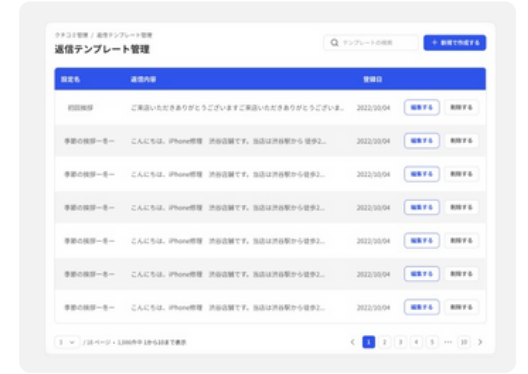 クチコミ管理 / 返信テンプレート管理
返信テンプレート管理
テンプレートの検索
+ 新規で作成する
設定名 返信内容 登録日
初回挨拶 ご来店いただきありがとうございますご来店いただきありがとうございま... 2022/10/04 編集する 削除する
季節の挨拶ー冬ー こんにちは、iPhone修理 渋谷店舗です。当店は渋谷駅から 徒歩2... 2022/10/04 編集する 削除する
季節の挨拶ー冬ー こんにちは、iPhone修理 渋谷店舗です。当店は渋谷駅から徒歩2... 2022/10/04 編集する 削除する
季節の挨拶ー冬ー こんにちは、iPhone修理 渋谷店舗です。当店は渋谷駅から徒歩2... 2022/10/04 編集する 削除する
季節の挨拶ー冬ー こんにちは、iPhone修理 渋谷店舗です。当店は渋谷駅から徒歩2... 2022/10/04 編集する 削除する
季節の挨拶ー冬ー こんにちは、iPhone修理 渋谷店舗です。当店は渋谷駅から徒歩2... 2022/10/04 編集する 削除する
季節の挨拶ー冬ー こんにちは、iPhone修理 渋谷店舗です。当店は渋谷駅から徒歩2... 2022/10/04 編集する 削除する
/10 ページ • 1,000件中 1から10まで表示
1 2 3 4 5 ... 10